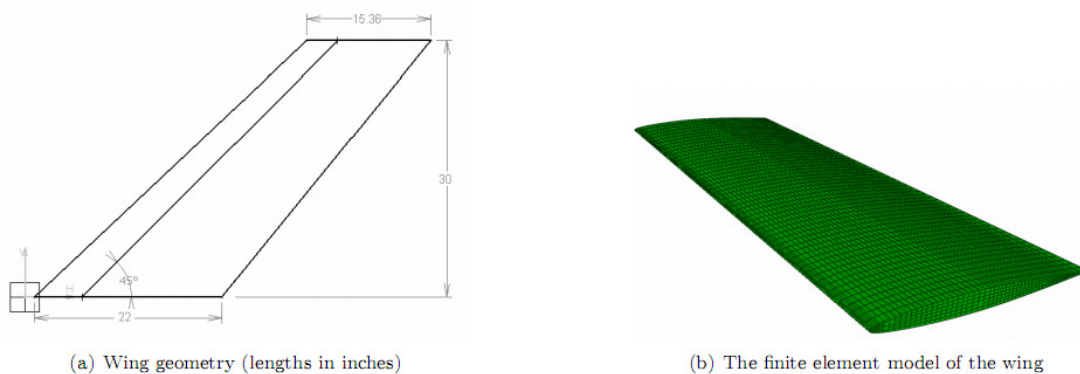 15.36
30
45°
H
22
(a) Wing geometry (lengths in inches)
(b) The finite element model of the wing